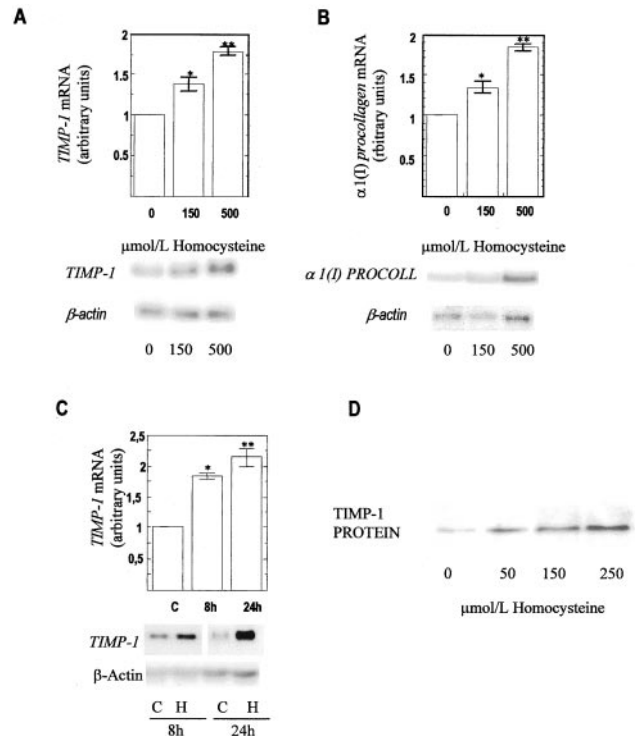 A
TIMP-1 mRNA
(arbitrary units)
2
1.5
1
0.5
*
**
0 150 500
µmol/L Homocysteine
TIMP-1
β-actin
0 150 500
B
α1(I) procollagen mRNA
(rbitrary units)
2
1.5
1
0.5
*
**
0 150 500
µmol/L Homocysteine
α 1(I) PROCOLL
β-actin
0 150 500
C
TIMP-1 mRNA
(arbitrary units)
2,5
2
1,5
1
0,5
*
**
C 8h 24h
TIMP-1
β-Actin
C H C H
8h 24h
D
TIMP-1
PROTEIN
0 50 150 250
µmol/L Homocysteine